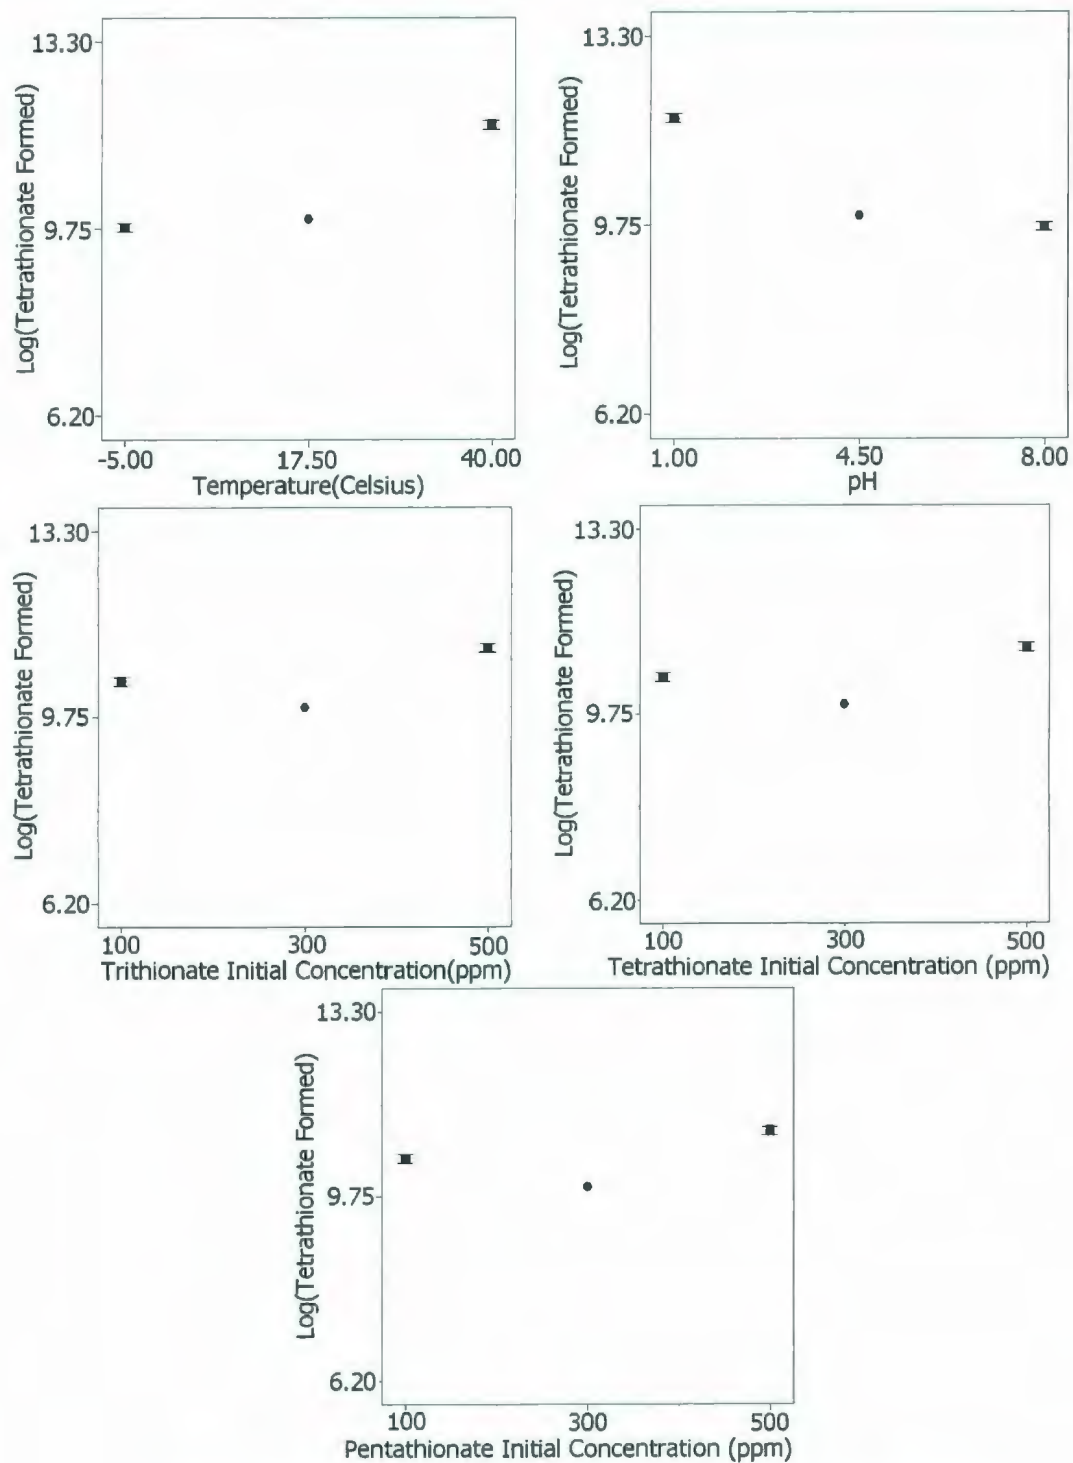 Log(Tetrathionate Formed)
13.30
9.75
6.20
-5.00 17.50 40.00
Temperature(Celsius)
Log(Tetrathionate Formed)
13.30
9.75
6.20
1.00 4.50 8.00
pH
Log(Tetrathionate Formed)
13.30
9.75
6.20
100 300 500
Trithionate Initial Concentration(ppm)
Log(Tetrathionate Formed)
13.30
9.75
6.20
100 300 500
Tetrathionate Initial Concentration (ppm)
Log(Tetrathionate Formed)
13.30
9.75
6.20
100 300 500
Pentathionate Initial Concentration (ppm)